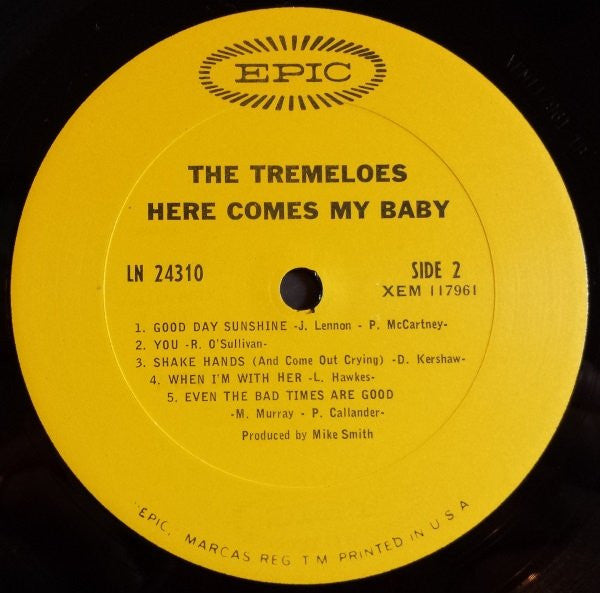 EPIC
THE TREMELOES
HERE COMES MY BABY
LN 24310
SIDE 2
XEM 117961
1. GOOD DAY SUNSHINE -J. Lennon - P. McCartney-
2. YOU -R. O'Sullivan-
3. SHAKE HANDS (And Come Out Crying) -D. Kershaw-
4. WHEN I'M WITH HER -L. Hawkes-
5. EVEN THE BAD TIMES ARE GOOD
-M. Murray - P. Callander-
Produced by Mike Smith
"EPIC, MARCAS REG. T M PRINTED IN U S A